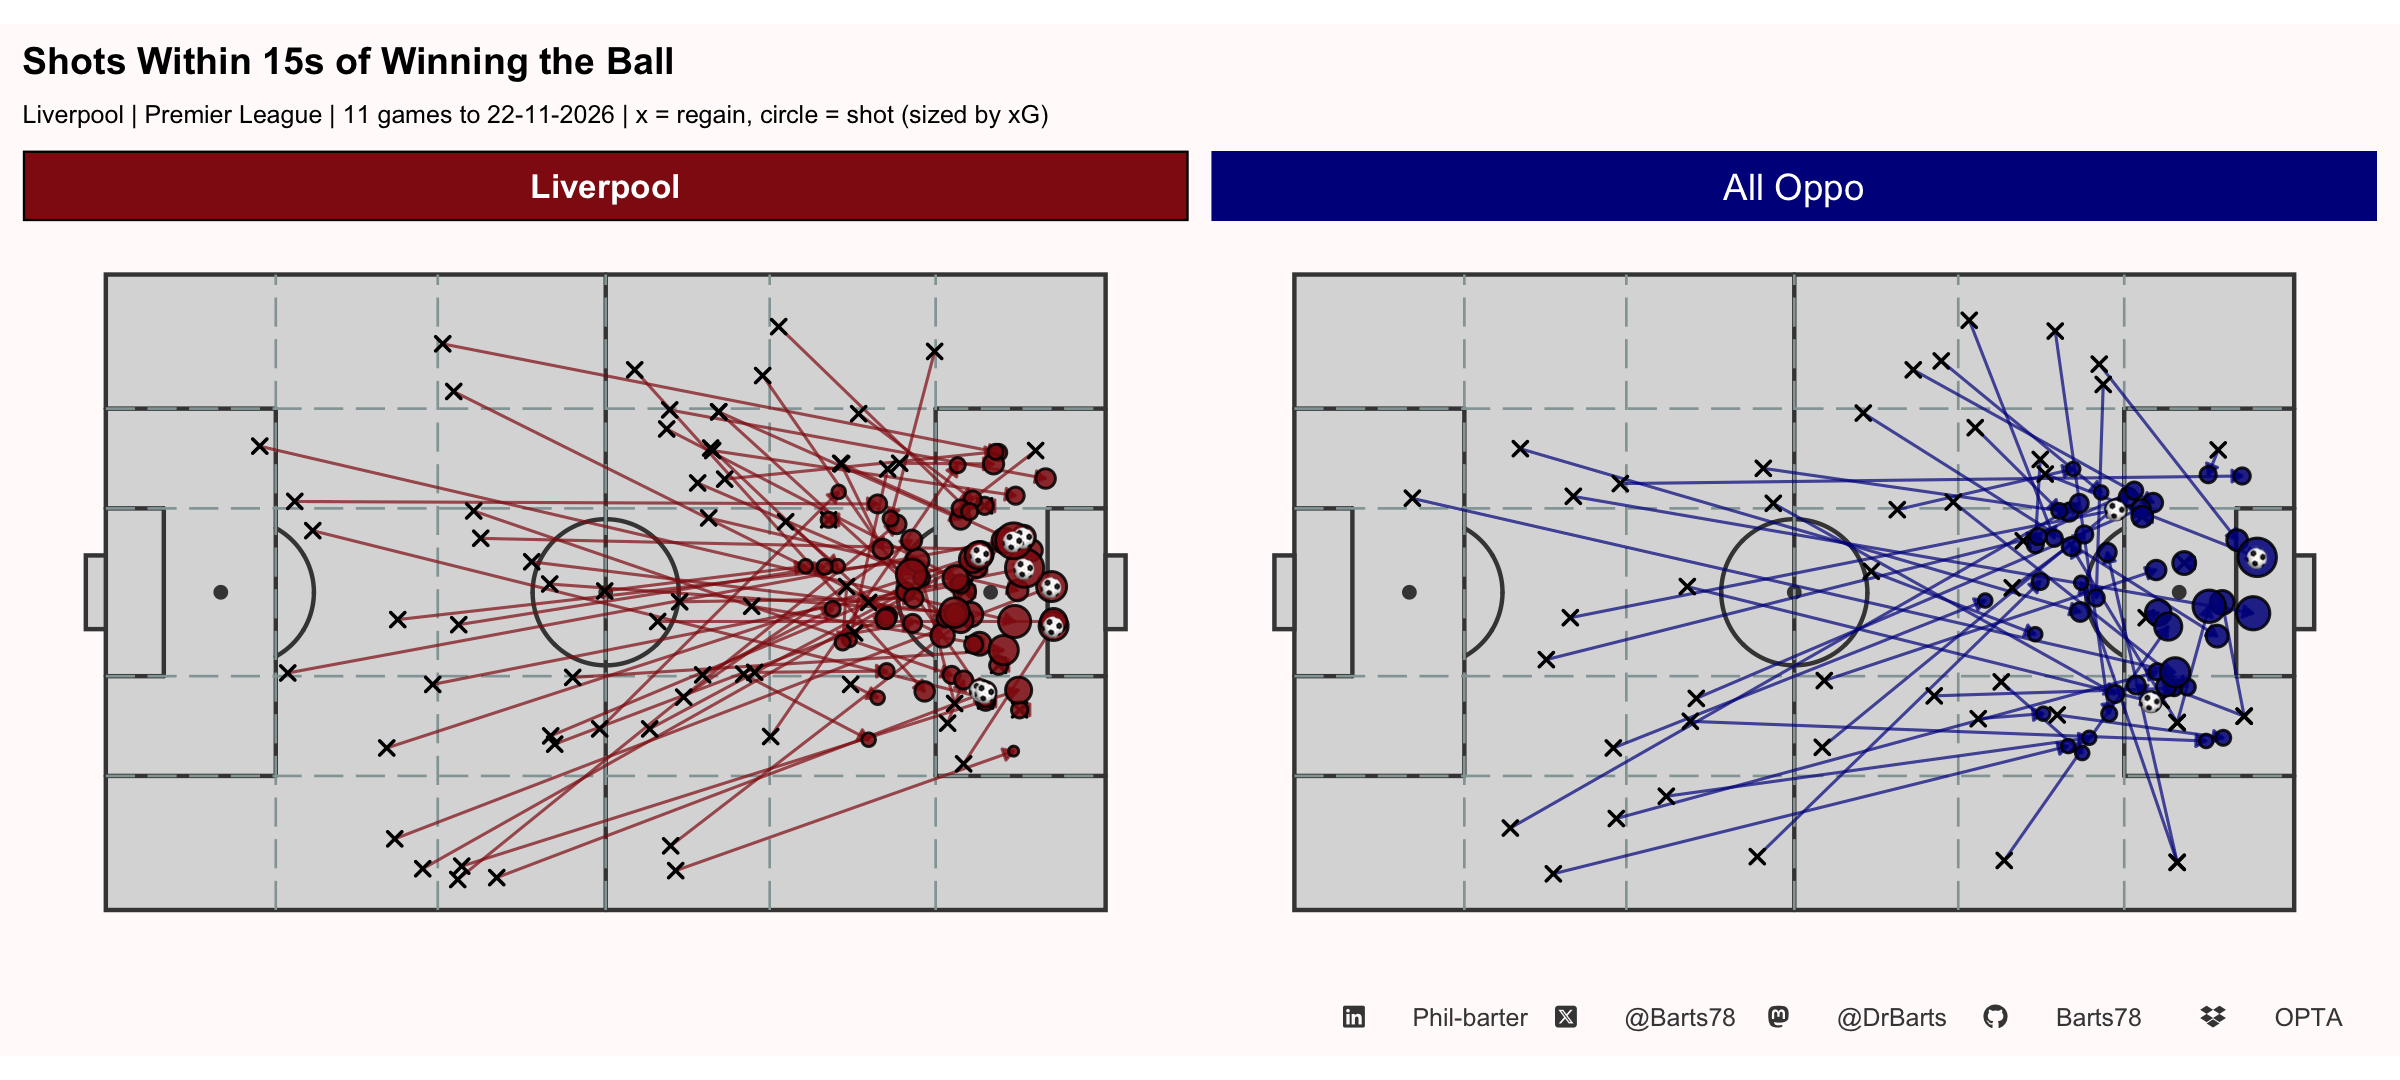 Shots Within 15s of Winning the Ball
Liverpool | Premier League | 11 games to 22-11-2026 | x = regain, circle = shot (sized by xG)
Liverpool
All Oppo
Phil-barter @Barts78 @DrBarts Barts78 OPTA